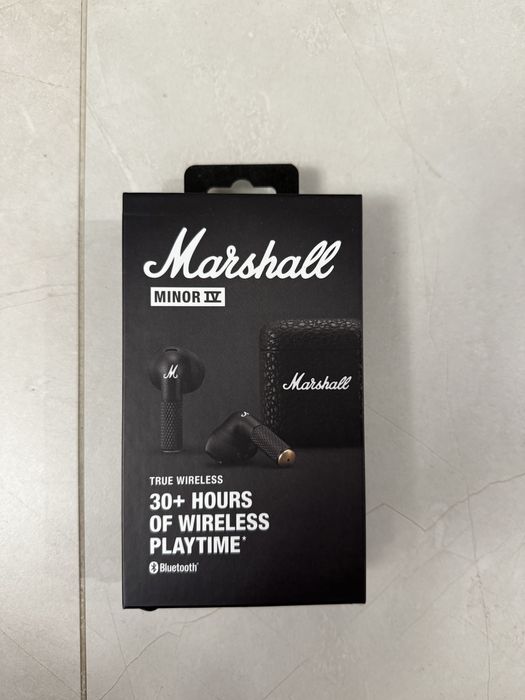 Marshall
MINOR IV
M
Marshall
TRUE WIRELESS
30+ HOURS
OF WIRELESS
PLAYTIME*
Bluetooth®